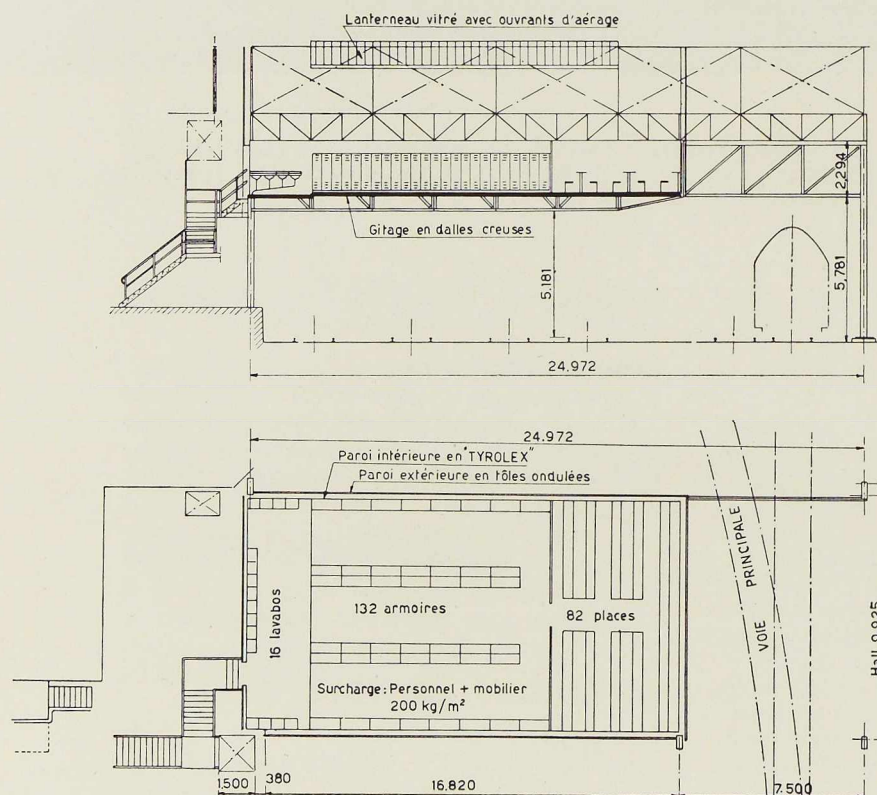 Lanterneau vitré avec ouvrants d'aérage
2,294
Gitage en dalles creuses
5.181
5,781
24.972
24.972
Paroi intérieure en "TYROLEX"
Paroi extérieure en tôles ondulées
VOIE PRINCIPALE
132 armoires
82 places
16 lavabos
Surcharge: Personnel + mobilier
200 kg/m²
1,500
380
16.820
7.500